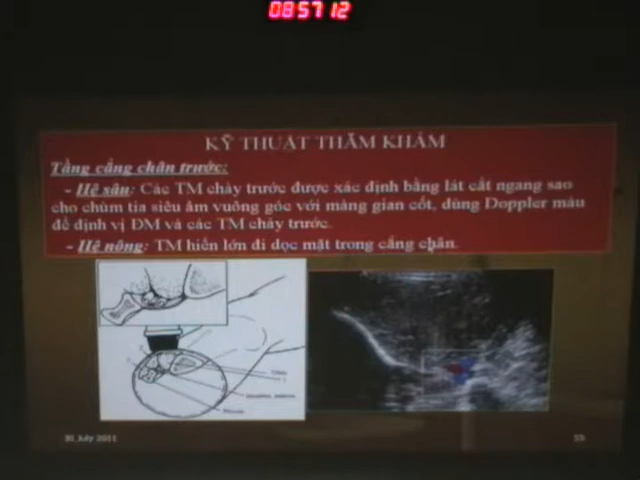 08 57 12
KỸ THUẬT THĂM KHÁM
Tầng cẳng chân trước:
- Hệ sâu: Các TM chày trước được xác định bằng lát cắt ngang sao
cho chùm tia siêu âm vuông góc với màng gian cốt, dùng Doppler màu
để định vị ĐM và các TM chày trước.
- Hệ nông: TM hiển lớn đi dọc mặt trong cẳng chân.
30 July 2011